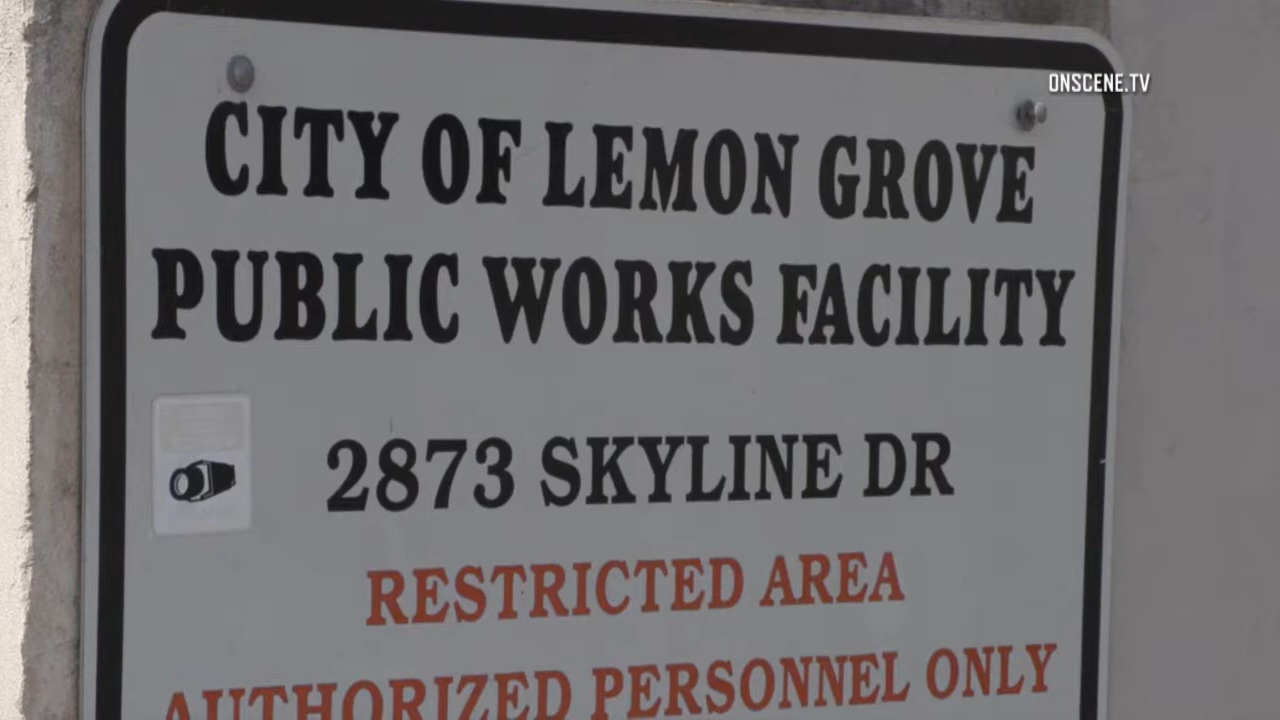 ONSCENE.TV
CITY OF LEMON GROVE
PUBLIC WORKS FACILITY
2873 SKYLINE DR
RESTRICTED AREA
AUTHORIZED PERSONNEL ONLY